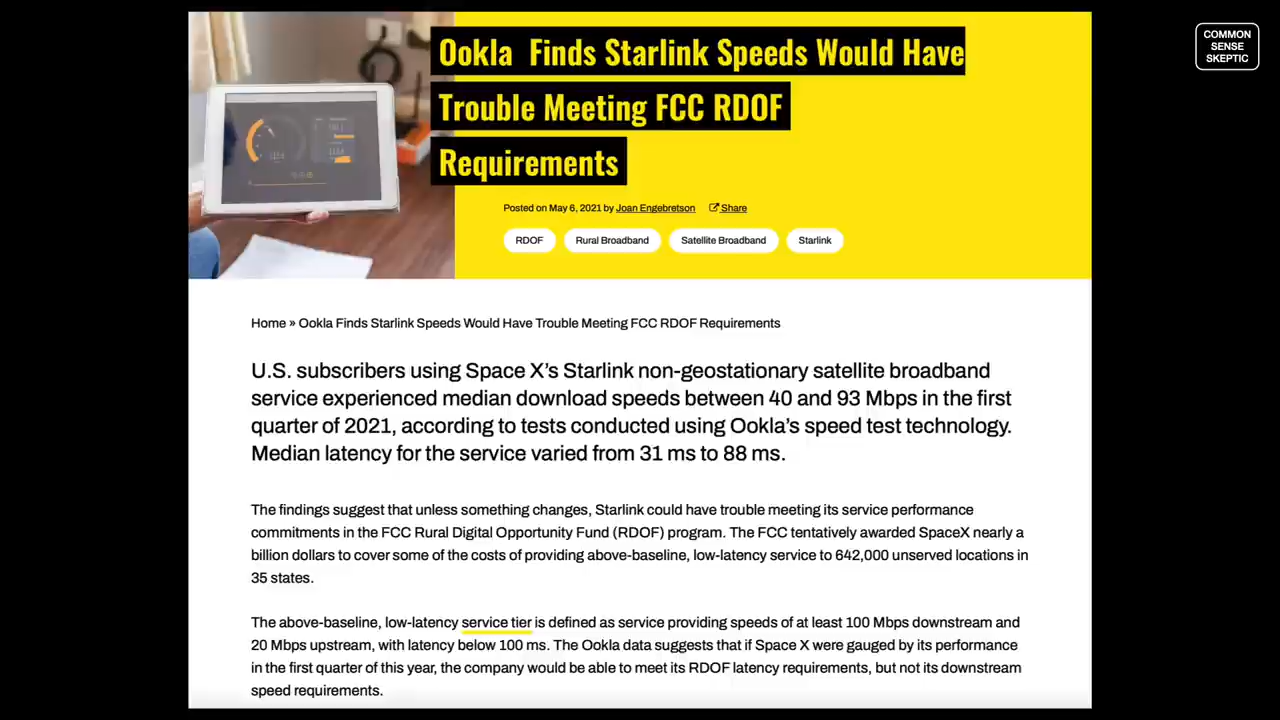 COMMON
SENSE
SKEPTIC
Ookla Finds Starlink Speeds Would Have
Trouble Meeting FCC RDOF
Requirements
Posted on May 6, 2021 by Joan Engebretson Share
RDOF Rural Broadband Satellite Broadband Starlink
Home » Ookla Finds Starlink Speeds Would Have Trouble Meeting FCC RDOF Requirements
U.S. subscribers using Space X’s Starlink non-geostationary satellite broadband
service experienced median download speeds between 40 and 93 Mbps in the first
quarter of 2021, according to tests conducted using Ookla’s speed test technology.
Median latency for the service varied from 31 ms to 88 ms.
The findings suggest that unless something changes, Starlink could have trouble meeting its service performance
commitments in the FCC Rural Digital Opportunity Fund (RDOF) program. The FCC tentatively awarded SpaceX nearly a
billion dollars to cover some of the costs of providing above-baseline, low-latency service to 642,000 unserved locations in
35 states.
The above-baseline, low-latency service tier is defined as service providing speeds of at least 100 Mbps downstream and
20 Mbps upstream, with latency below 100 ms. The Ookla data suggests that if Space X were gauged by its performance
in the first quarter of this year, the company would be able to meet its RDOF latency requirements, but not its downstream
speed requirements.